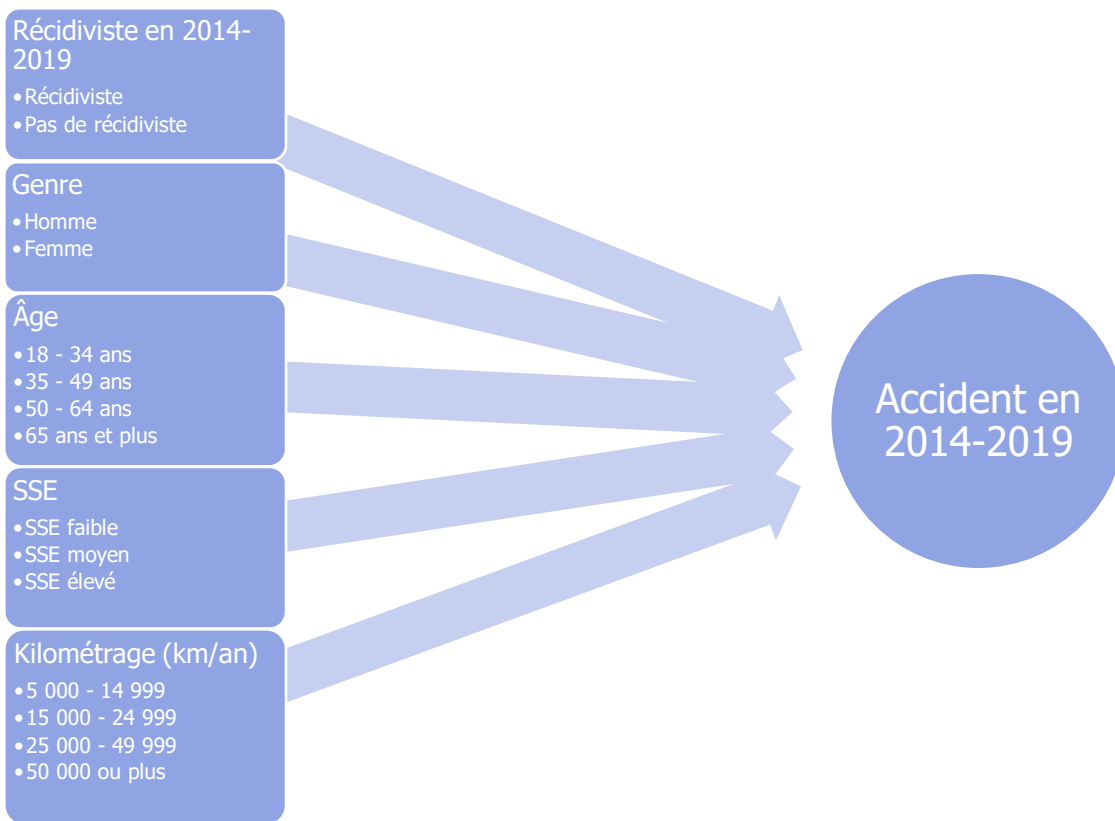 Récidiviste en 2014-
2019
•Récidiviste
•Pas de récidiviste
Genre
•Homme
•Femme
Âge
•18 - 34 ans
•35 - 49 ans
•50 - 64 ans
•65 ans et plus
SSE
•SSE faible
•SSE moyen
•SSE élevé
Kilométrage (km/an)
•5 000 - 14 999
•15 000 - 24 999
•25 000 - 49 999
•50 000 ou plus
Accident en
2014-2019